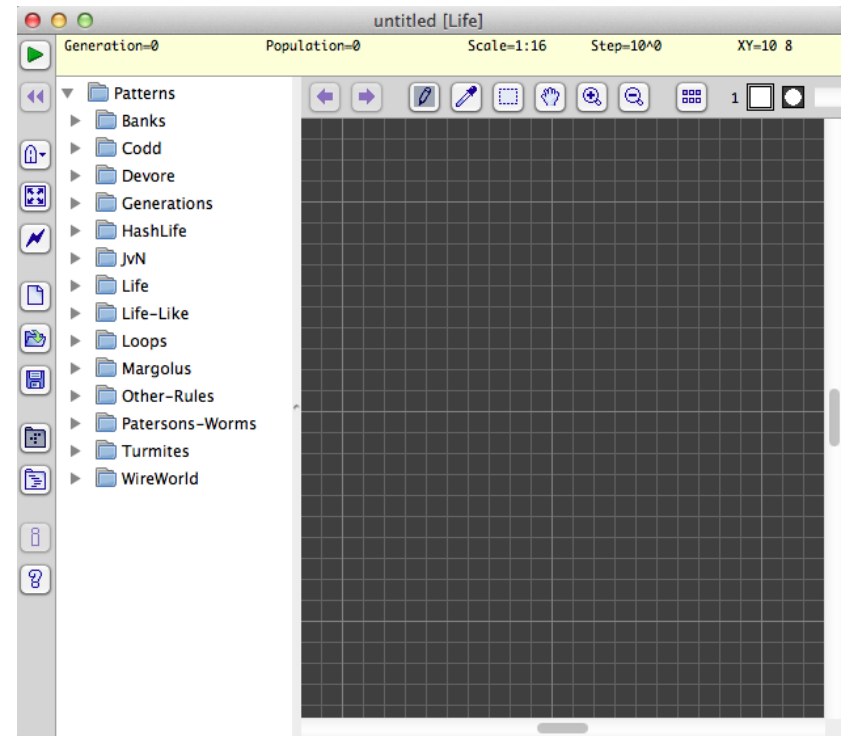 untitled [Life]
Generation=0 Population=0 Scale=1:16 Step=10^0 XY=10 8
Patterns
1
Banks
Codd
Devore
Generations
HashLife
JvN
Life
Life-Like
Loops
Margolus
Other-Rules
Patersons-Worms
Turmites
WireWorld